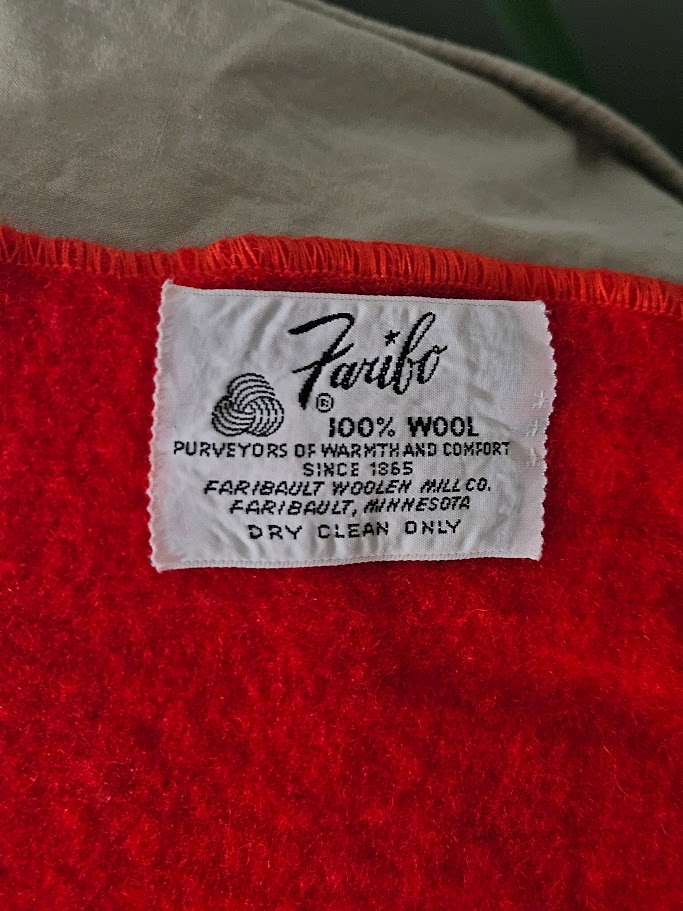 Faribo
®
100% WOOL
PURVEYORS OF WARMTH AND COMFORT
SINCE 1865
FARIBAULT WOOLEN MILL CO.
FARIBAULT, MINNESOTA
DRY CLEAN ONLY